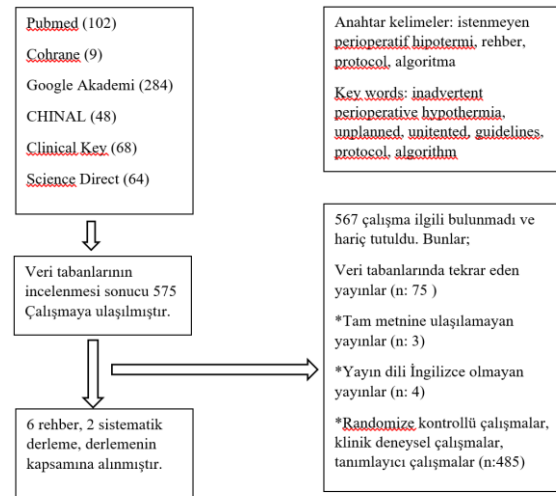 Pubmed (102)
Cohrane (9)
Google Akademi (284)
CHINAL (48)
Clinical Key (68)
Science Direct (64)
Anahtar kelimeler: istenmeyen
perioperatif hipotermi, rehber,
protocol, algoritma
Key words: inadvertent
perioperative hypothermia,
unplanned, unitented, guidelines,
protocol, algorithm
Veri tabanlarının
incelenmesi sonucu 575
Çalışmaya ulaşılmıştır.
567 çalışma ilgili bulunmadı ve
hariç tutuldu. Bunlar;
Veri tabanlarında tekrar eden
yayınlar (n: 75 )
*Tam metnine ulaşılamayan
yayınlar (n: 3)
*Yayın dili İngilizce olmayan
yayınlar (n: 4)
*Randomize kontrollü çalışmalar,
klinik deneysel çalışmalar,
tanımlayıcı çalışmalar (n:485)
6 rehber, 2 sistematik
derleme, derlemenin
kapsamına alınmıştır.